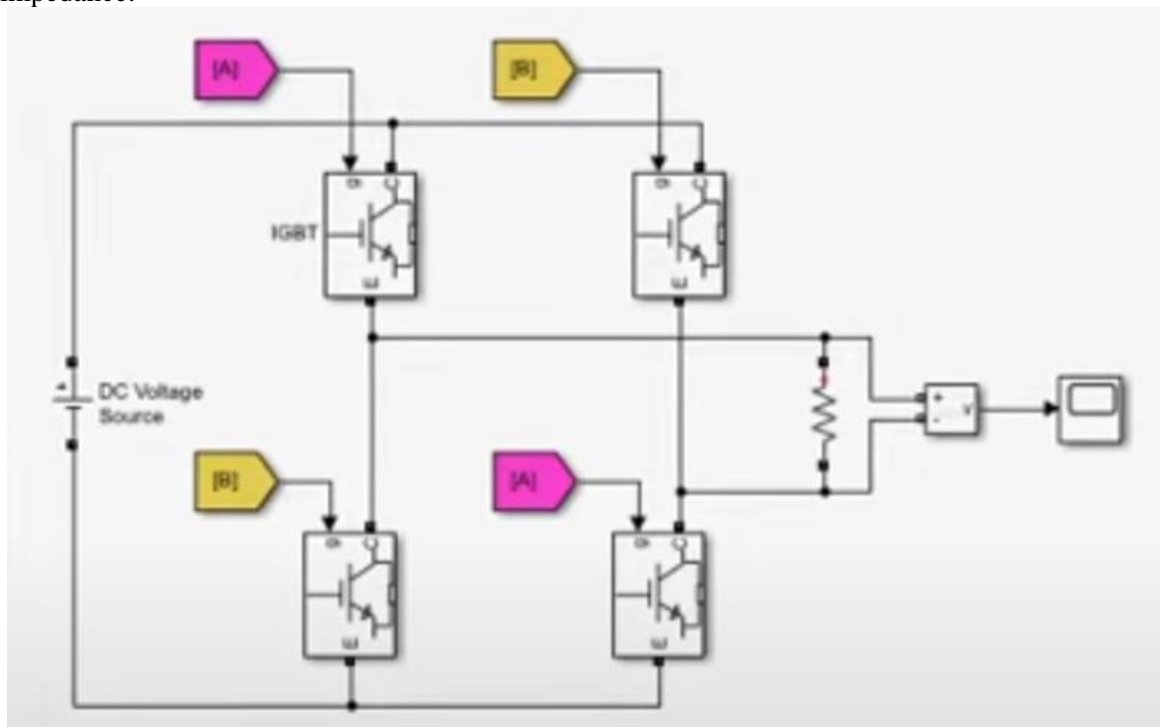 impedance.
[A]
[B]
g
C
g
C
IGBT
E
E
+
DC Voltage
Source
+
-
v
[B]
[A]
g
C
g
C
E
E